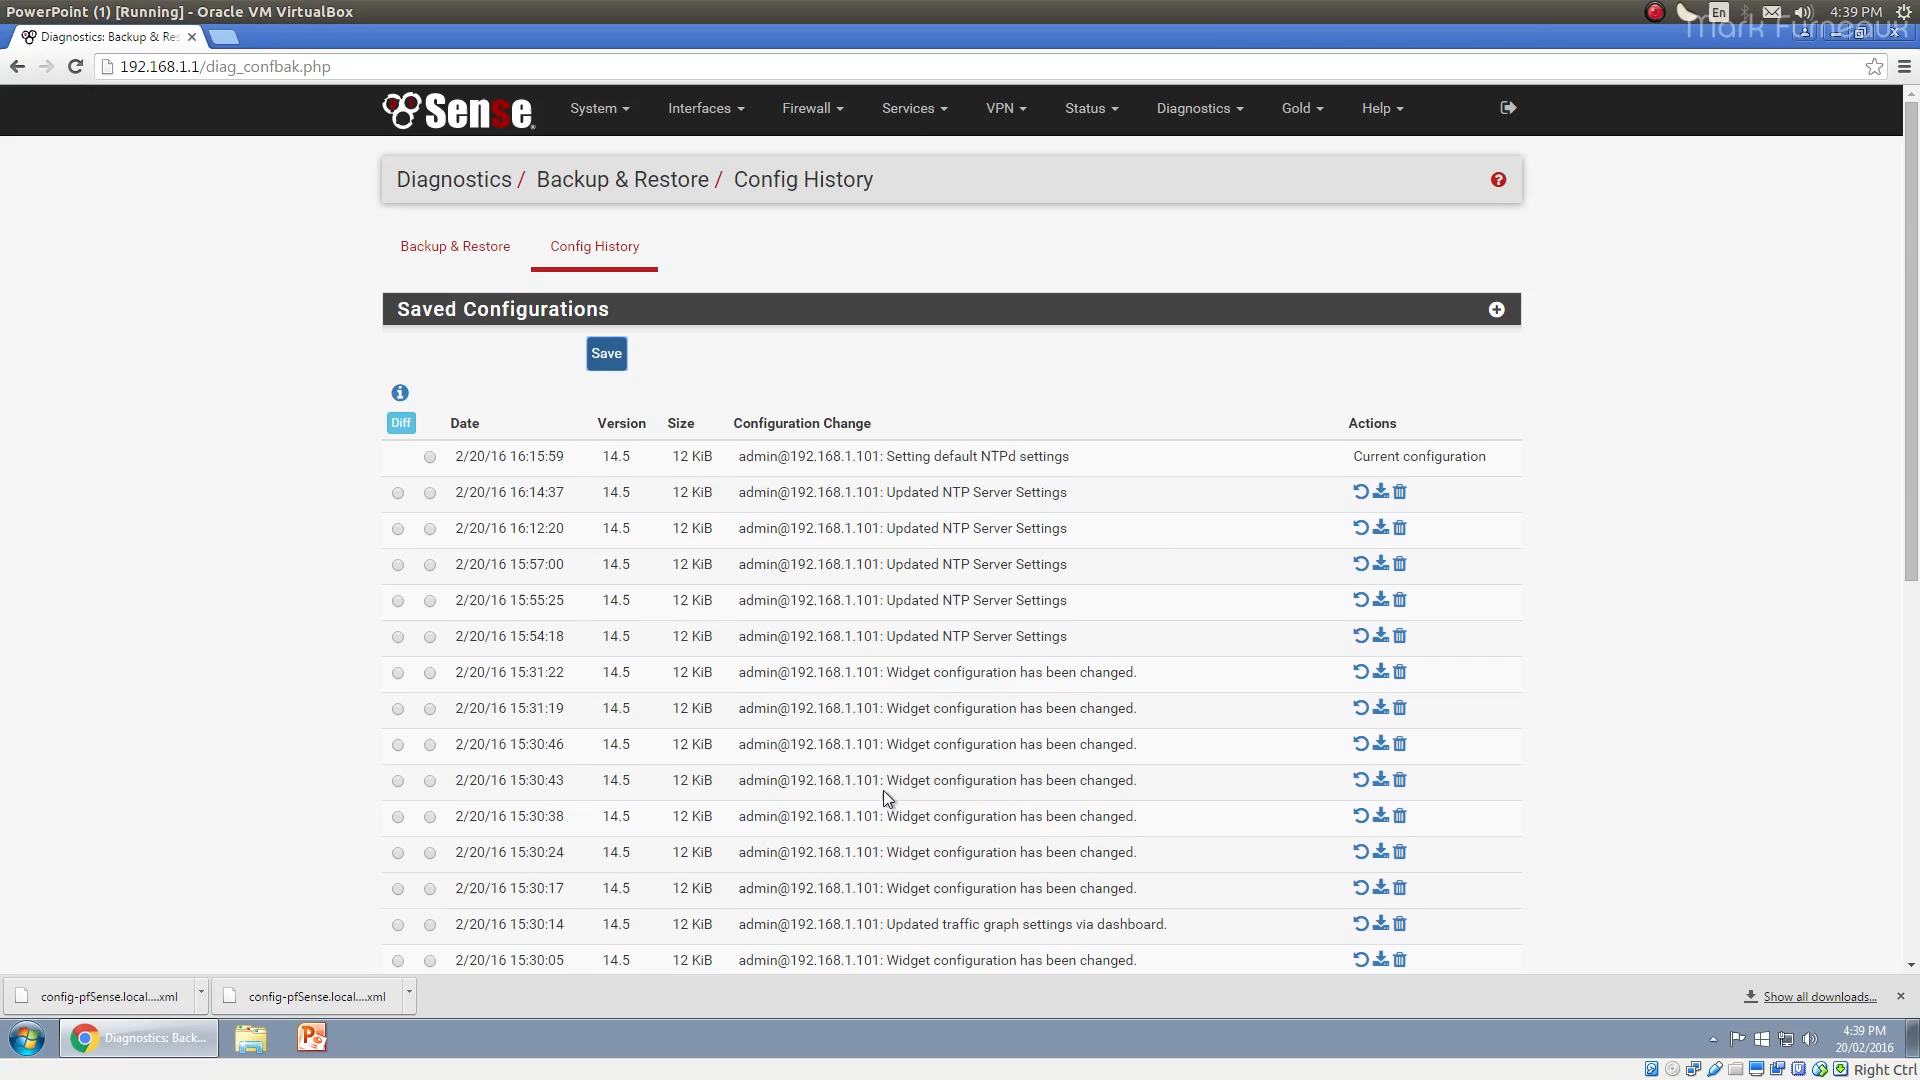 PowerPoint (1) [Running] - Oracle VM VirtualBox
En
4:39 PM
Mark Furneaux
Diagnostics: Backup & Res
192.168.1.1/diag_confbak.php
Sense
System
Interfaces
Firewall
Services
VPN
Status
Diagnostics
Gold
Help
Diagnostics / Backup & Restore / Config History
Backup & Restore
Config History
Saved Configurations
Save
Diff Date Version Size Configuration Change Actions
2/20/16 16:15:59 14.5 12 KiB admin@192.168.1.101: Setting default NTPd settings Current configuration
2/20/16 16:14:37 14.5 12 KiB admin@192.168.1.101: Updated NTP Server Settings
2/20/16 16:12:20 14.5 12 KiB admin@192.168.1.101: Updated NTP Server Settings
2/20/16 15:57:00 14.5 12 KiB admin@192.168.1.101: Updated NTP Server Settings
2/20/16 15:55:25 14.5 12 KiB admin@192.168.1.101: Updated NTP Server Settings
2/20/16 15:54:18 14.5 12 KiB admin@192.168.1.101: Updated NTP Server Settings
2/20/16 15:31:22 14.5 12 KiB admin@192.168.1.101: Widget configuration has been changed.
2/20/16 15:31:19 14.5 12 KiB admin@192.168.1.101: Widget configuration has been changed.
2/20/16 15:30:46 14.5 12 KiB admin@192.168.1.101: Widget configuration has been changed.
2/20/16 15:30:43 14.5 12 KiB admin@192.168.1.101: Widget configuration has been changed.
2/20/16 15:30:38 14.5 12 KiB admin@192.168.1.101: Widget configuration has been changed.
2/20/16 15:30:24 14.5 12 KiB admin@192.168.1.101: Widget configuration has been changed.
2/20/16 15:30:17 14.5 12 KiB admin@192.168.1.101: Widget configuration has been changed.
2/20/16 15:30:14 14.5 12 KiB admin@192.168.1.101: Updated traffic graph settings via dashboard.
2/20/16 15:30:05 14.5 12 KiB admin@192.168.1.101: Widget configuration has been changed.
config-pfSense.local....xml
config-pfSense.local....xml
Show all downloads...
Diagnostics: Back...
4:39 PM
20/02/2016
Right Ctrl